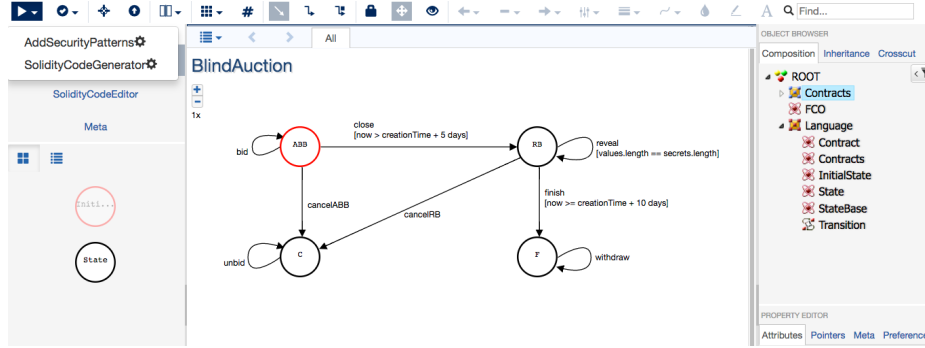 Find...
AddSecurityPatterns
SolidityCodeGenerator
SolidityCodeEditor
Meta
Initi...
State
All
BlindAuction
1x
close
[now > creationTime + 5 days]
bid
ABB
RB
reveal
[values.length == secrets.length]
cancelABB
cancelRB
finish
[now >= creationTime + 10 days]
unbid
C
F
withdraw
OBJECT BROWSER
Composition Inheritance Crosscut
ROOT
Contracts
FCO
Language
Contract
Contracts
InitialState
State
StateBase
Transition
PROPERTY EDITOR
Attributes Pointers Meta Preference